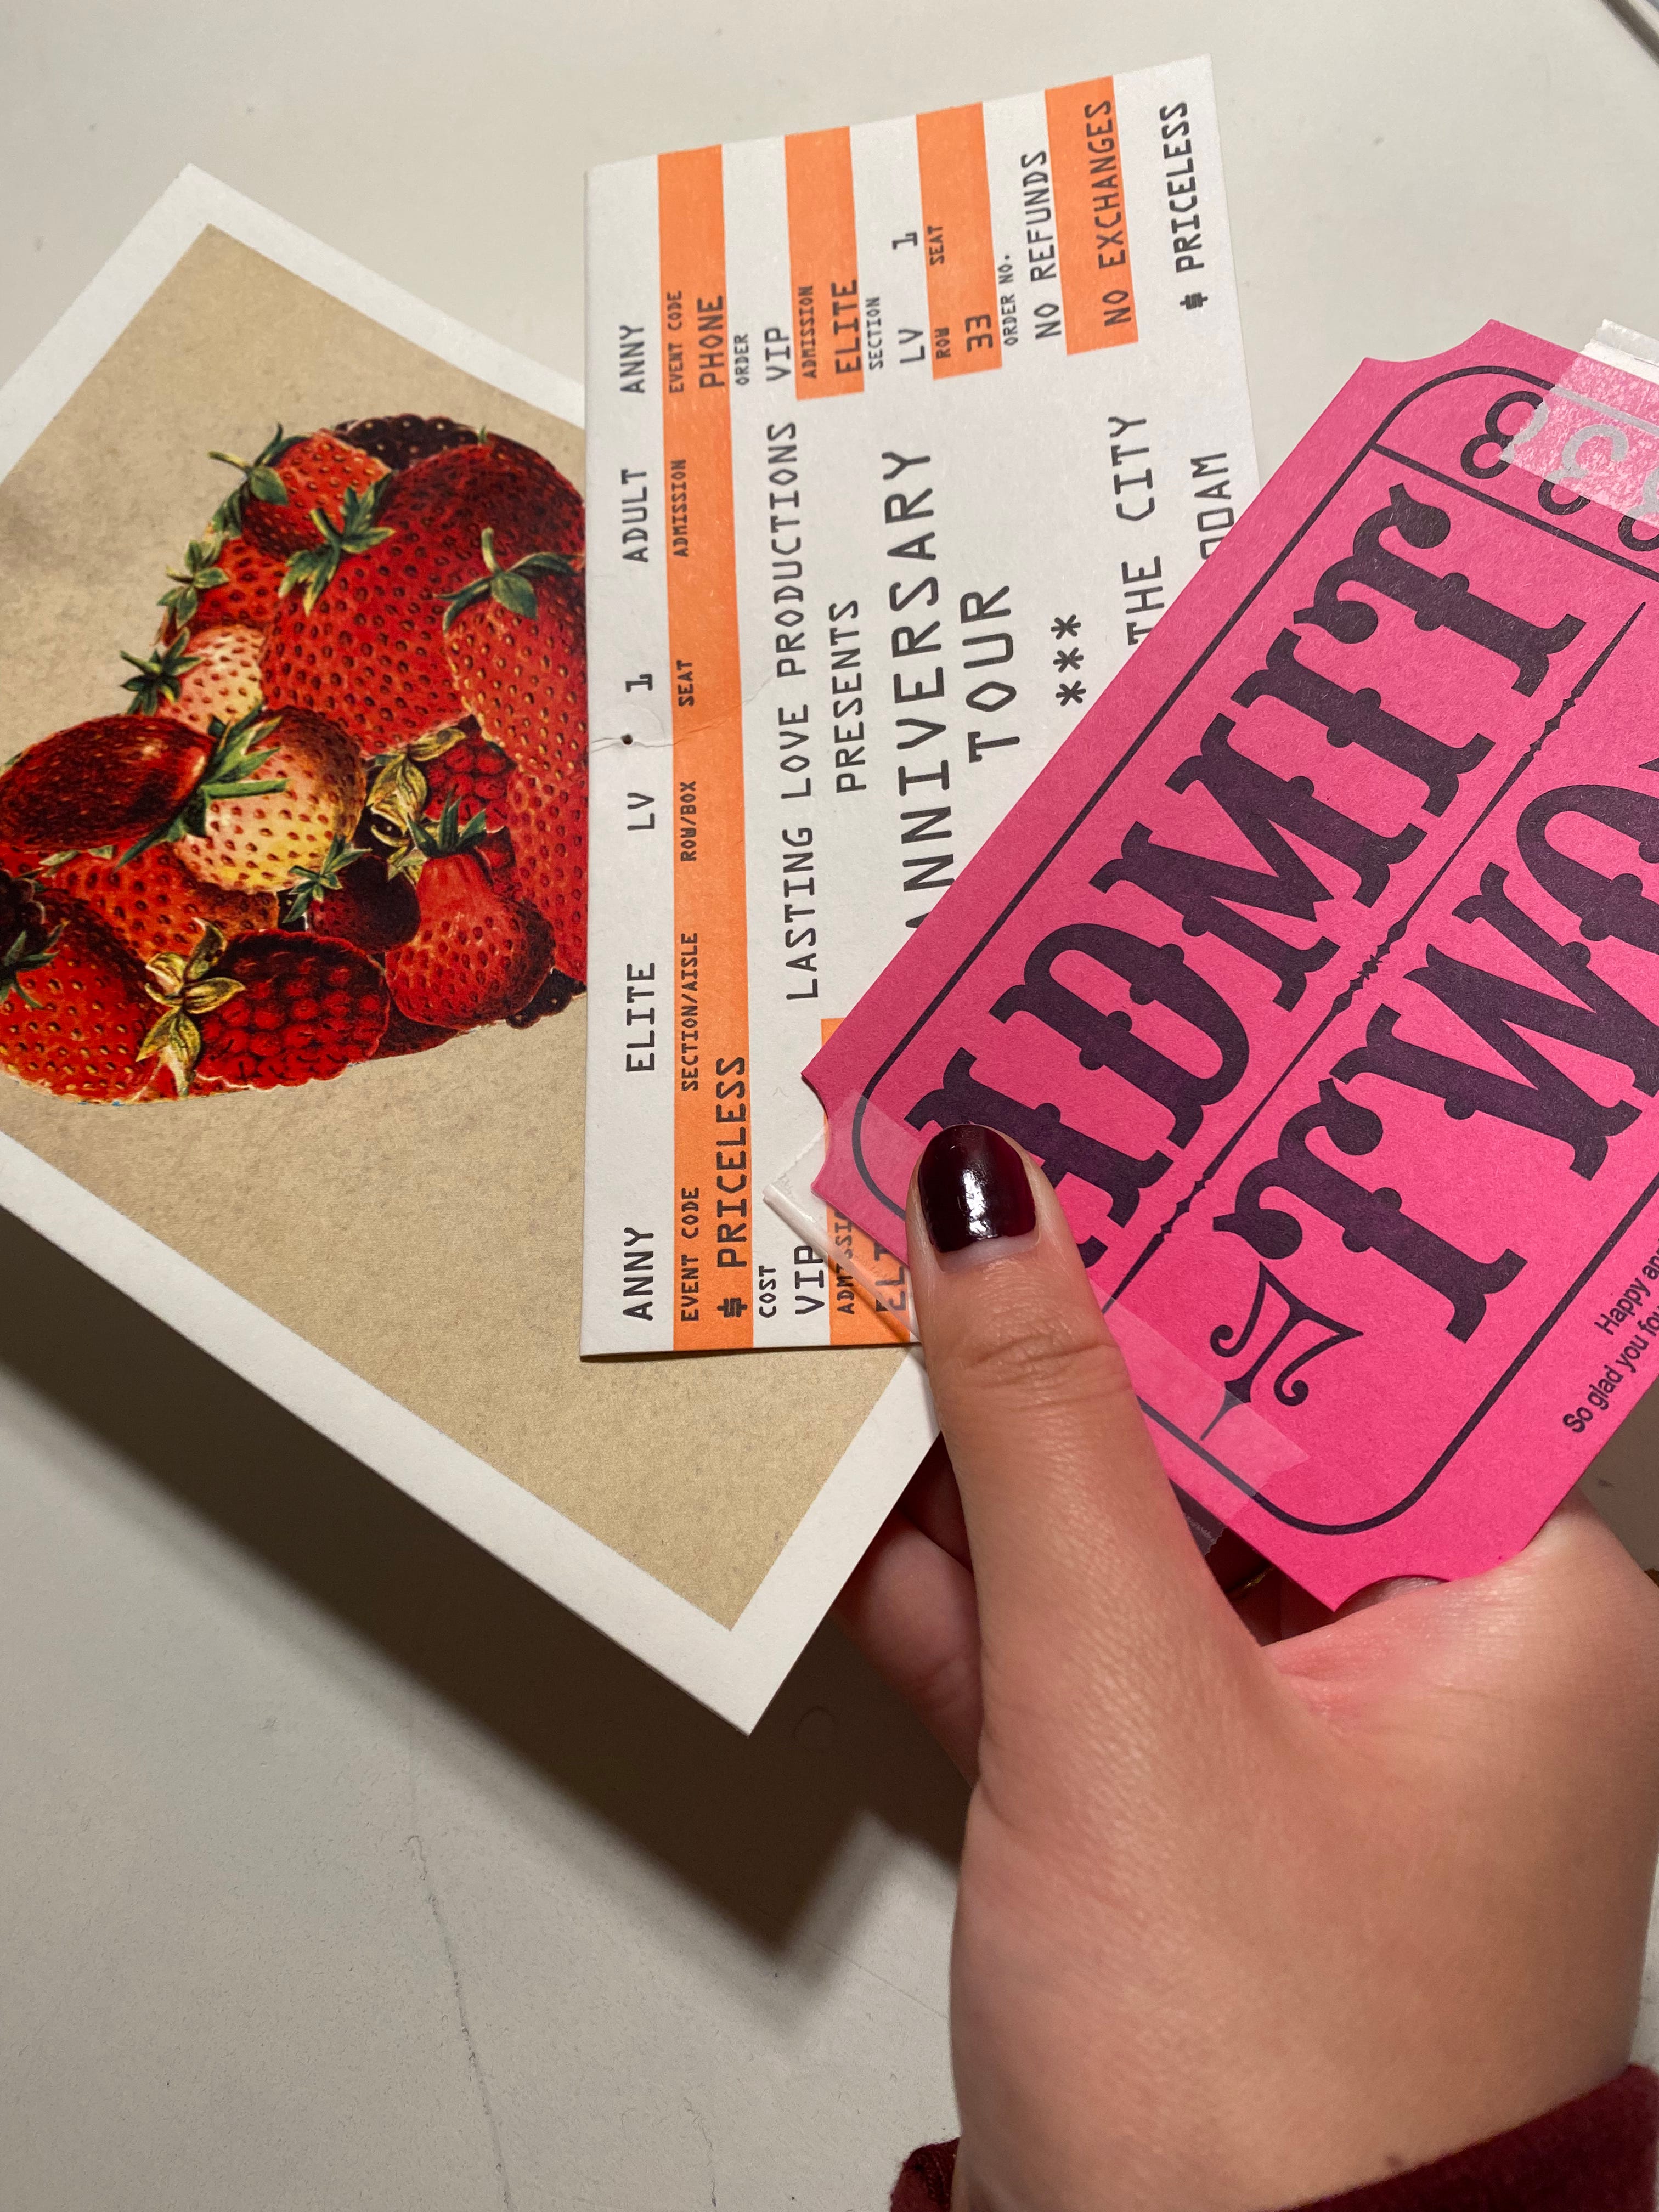 ANNY ELITE LV 1 ADULT ANNY
EVENT CODE SECTION/AISLE ROW/BOX SEAT ADMISSION EVENT CODE
$ PRICELESS
COST
VIP
LASTING LOVE PRODUCTIONS
PRESENTS
ANNIVERSARY
TOUR
***
THE CITY
PHONE
ORDER
VIP
ADMISSION
ELITE
SECTION
LV 1
ROW SEAT
33
ORDER NO.
NO REFUNDS
NO EXCHANGES
$ PRICELESS
ADMIT
TWO
Happy
So glad you